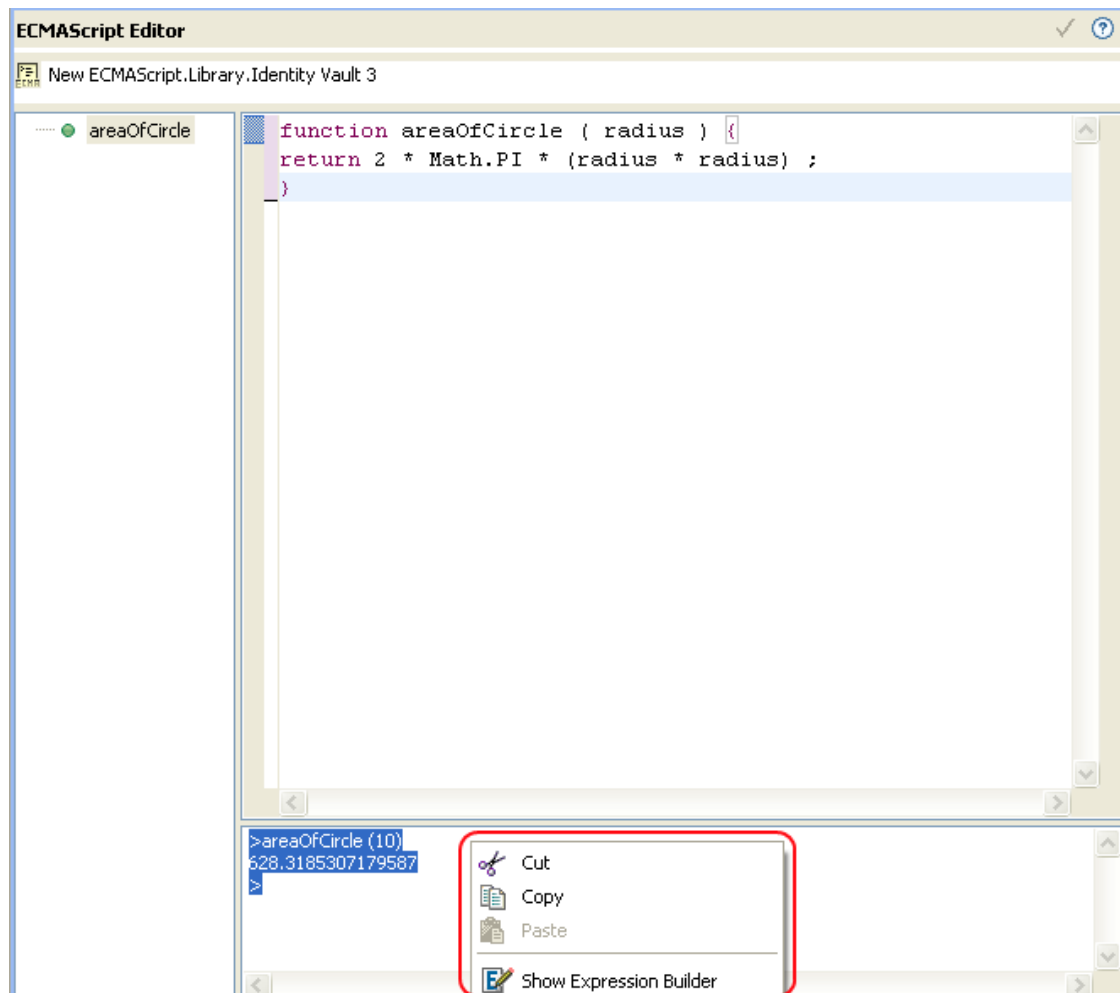 ECMAScript Editor
New ECMAScript.Library.Identity Vault 3
areaOfCircle
function areaOfCircle ( radius ) {
return 2 * Math.PI * (radius * radius) ;
}
>areaOfCircle (10)
628.3185307179587
>
Cut
Copy
Paste
Show Expression Builder